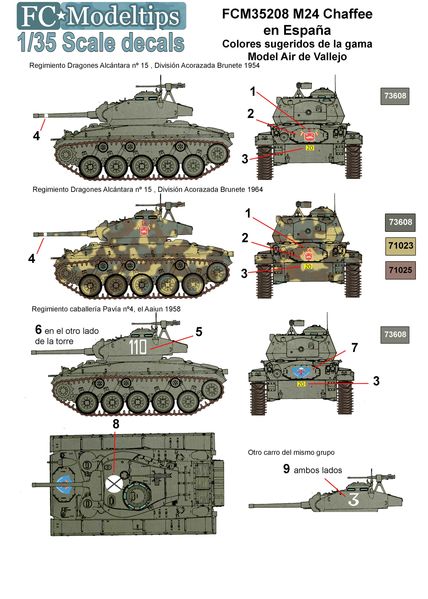 FC★Modeltips
1/35 Scale decals
FCM35208 M24 Chaffee
en España
Colores sugeridos de la gama
Model Air de Vallejo
Regimiento Dragones Alcántara nº 15 , División Acorazada Brunete 1954
4
1
2
3
20
73608
Regimiento Dragones Alcántara nº 15 , División Acorazada Brunete 1964
4
1
2
3
20
73608
71023
71025
Regimiento caballería Pavía nº4, el Aaiun 1958
6 en el otro lado
de la torre
110
5
7
3
20
73608
8
Otro carro del mismo grupo
9 ambos lados
3